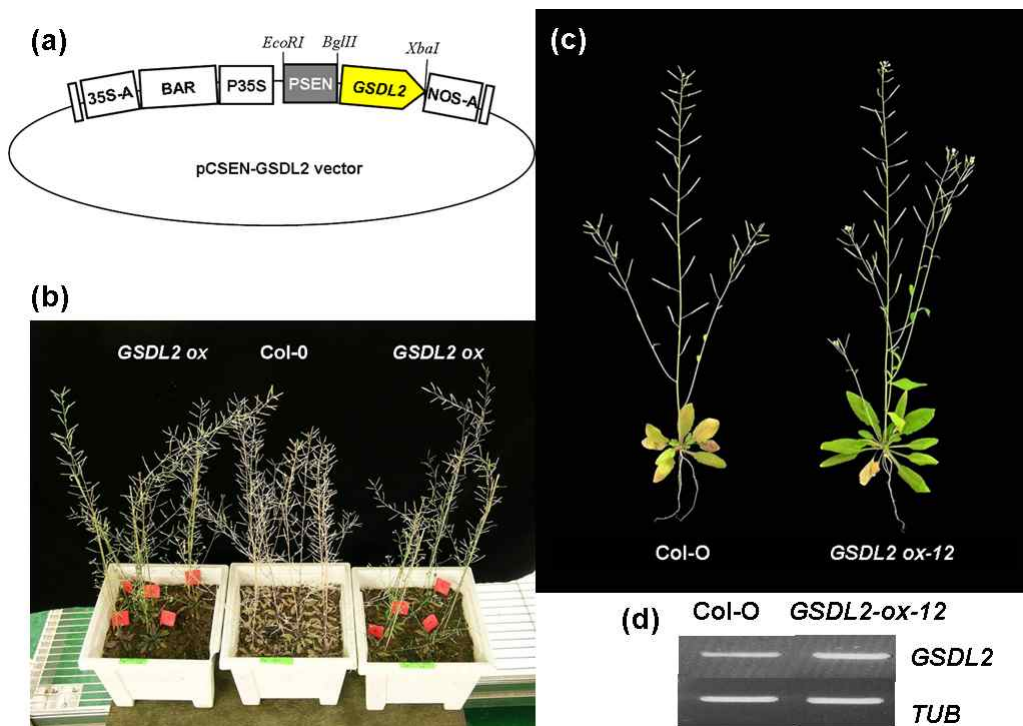 (a)
EcoRI BglII XbaI
35S-A BAR P35S PSEN GSDL2 NOS-A
pCSEN-GSDL2 vector
(b)
GSDL2 ox Col-0 GSDL2 ox
(c)
Col-O GSDL2 ox-12
(d)
Col-O GSDL2-ox-12
GSDL2
TUB